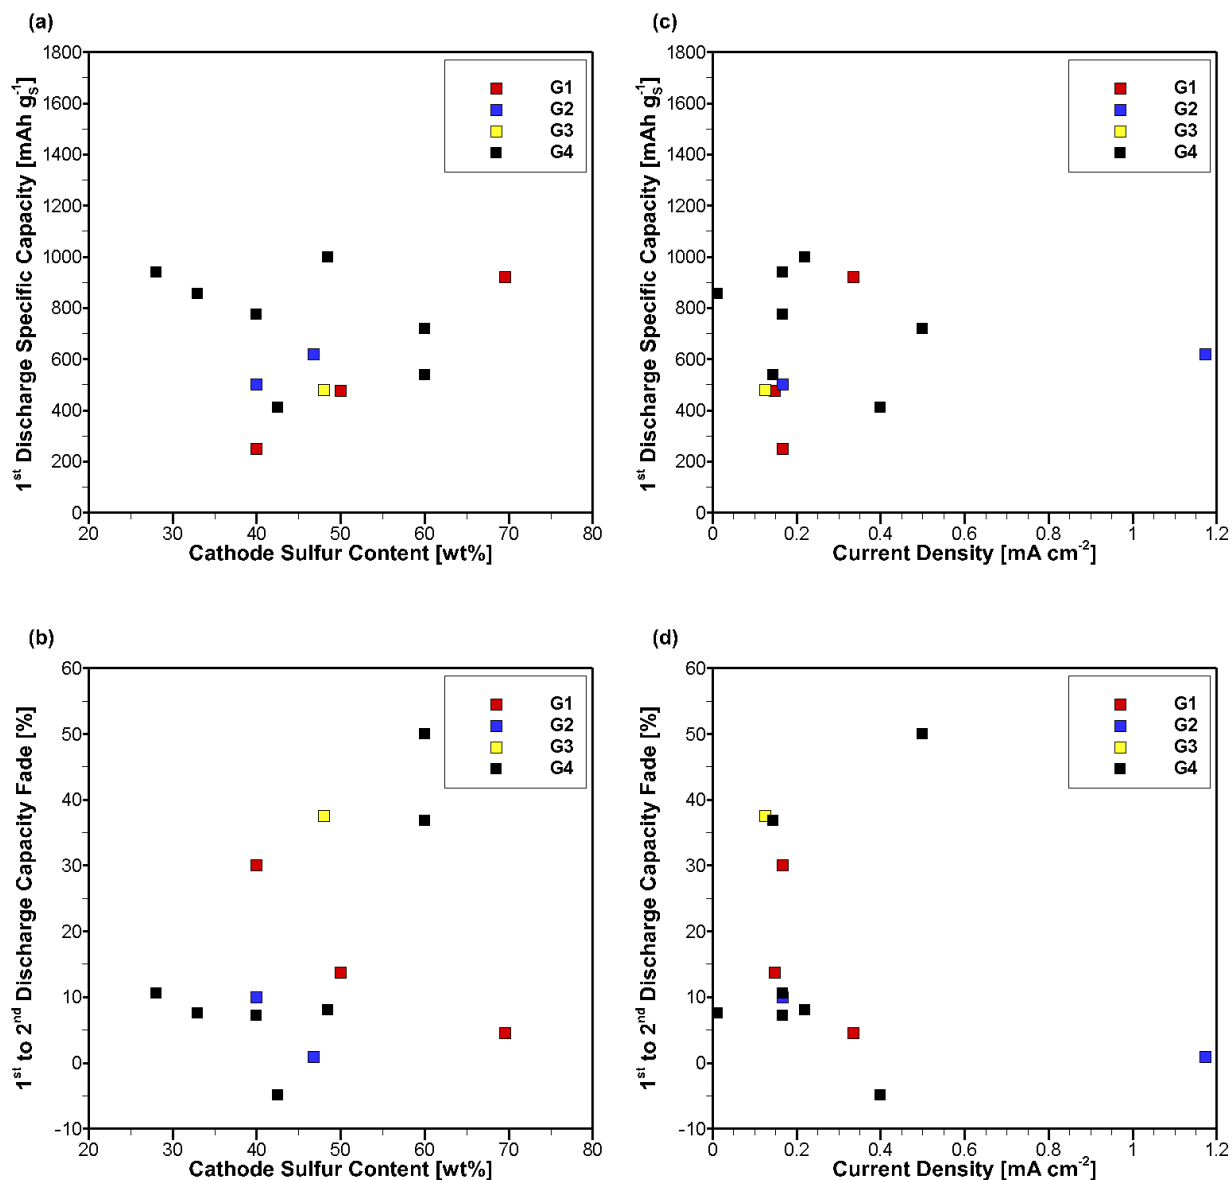 (a)
1st Discharge Specific Capacity [mAh gS-1]
1800
1600
1400
1200
1000
800
600
400
200
0
G1
G2
G3
G4
20 30 40 50 60 70 80
Cathode Sulfur Content [wt%]
(c)
1st Discharge Specific Capacity [mAh gS-1]
1800
1600
1400
1200
1000
800
600
400
200
0
G1
G2
G3
G4
0 0.2 0.4 0.6 0.8 1 1.2
Current Density [mA cm-2]
(b)
1st to 2nd Discharge Capacity Fade [%]
60
50
40
30
20
10
0
-10
G1
G2
G3
G4
20 30 40 50 60 70 80
Cathode Sulfur Content [wt%]
(d)
1st to 2nd Discharge Capacity Fade [%]
60
50
40
30
20
10
0
-10
G1
G2
G3
G4
0 0.2 0.4 0.6 0.8 1 1.2
Current Density [mA cm-2]